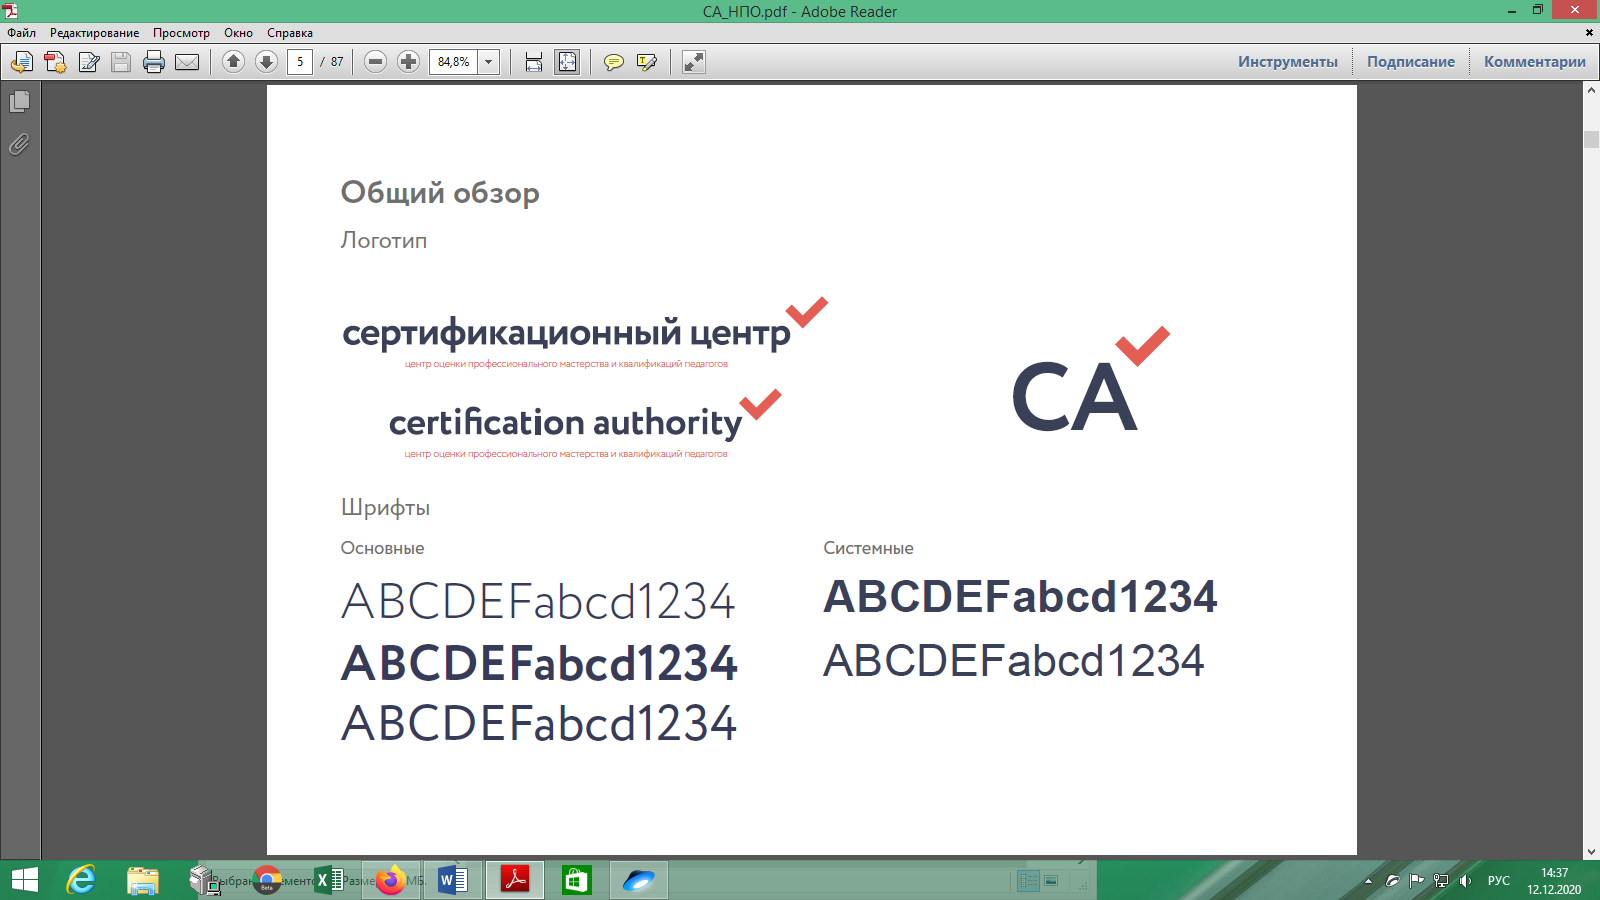 CA_НПО.pdf - Adobe Reader
Файл Редактирование Просмотр Окно Справка
5 / 87 84,8% Инструменты Подписание Комментарии
Общий обзор
Логотип
сертификационный центр
центр оценки профессионального мастерства и квалификаций педагогов
certification authority
центр оценки профессионального мастерства и квалификаций педагогов
CA
Шрифты
Основные
ABCDEFabcd1234
ABCDEFabcd1234
ABCDEFabcd1234
Системные
ABCDEFabcd1234
ABCDEFabcd1234
Beta
РУС
14:37
12.12.2020